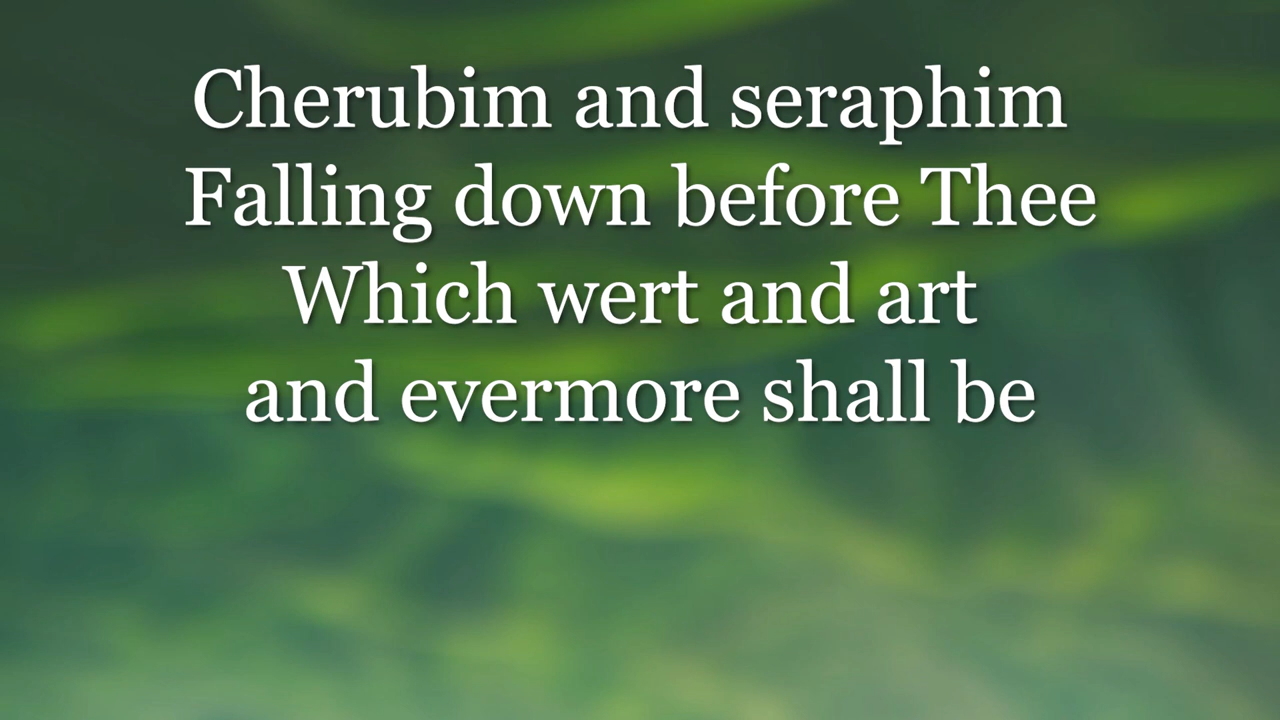 Cherubim and seraphim
Falling down before Thee
Which wert and art
and evermore shall be